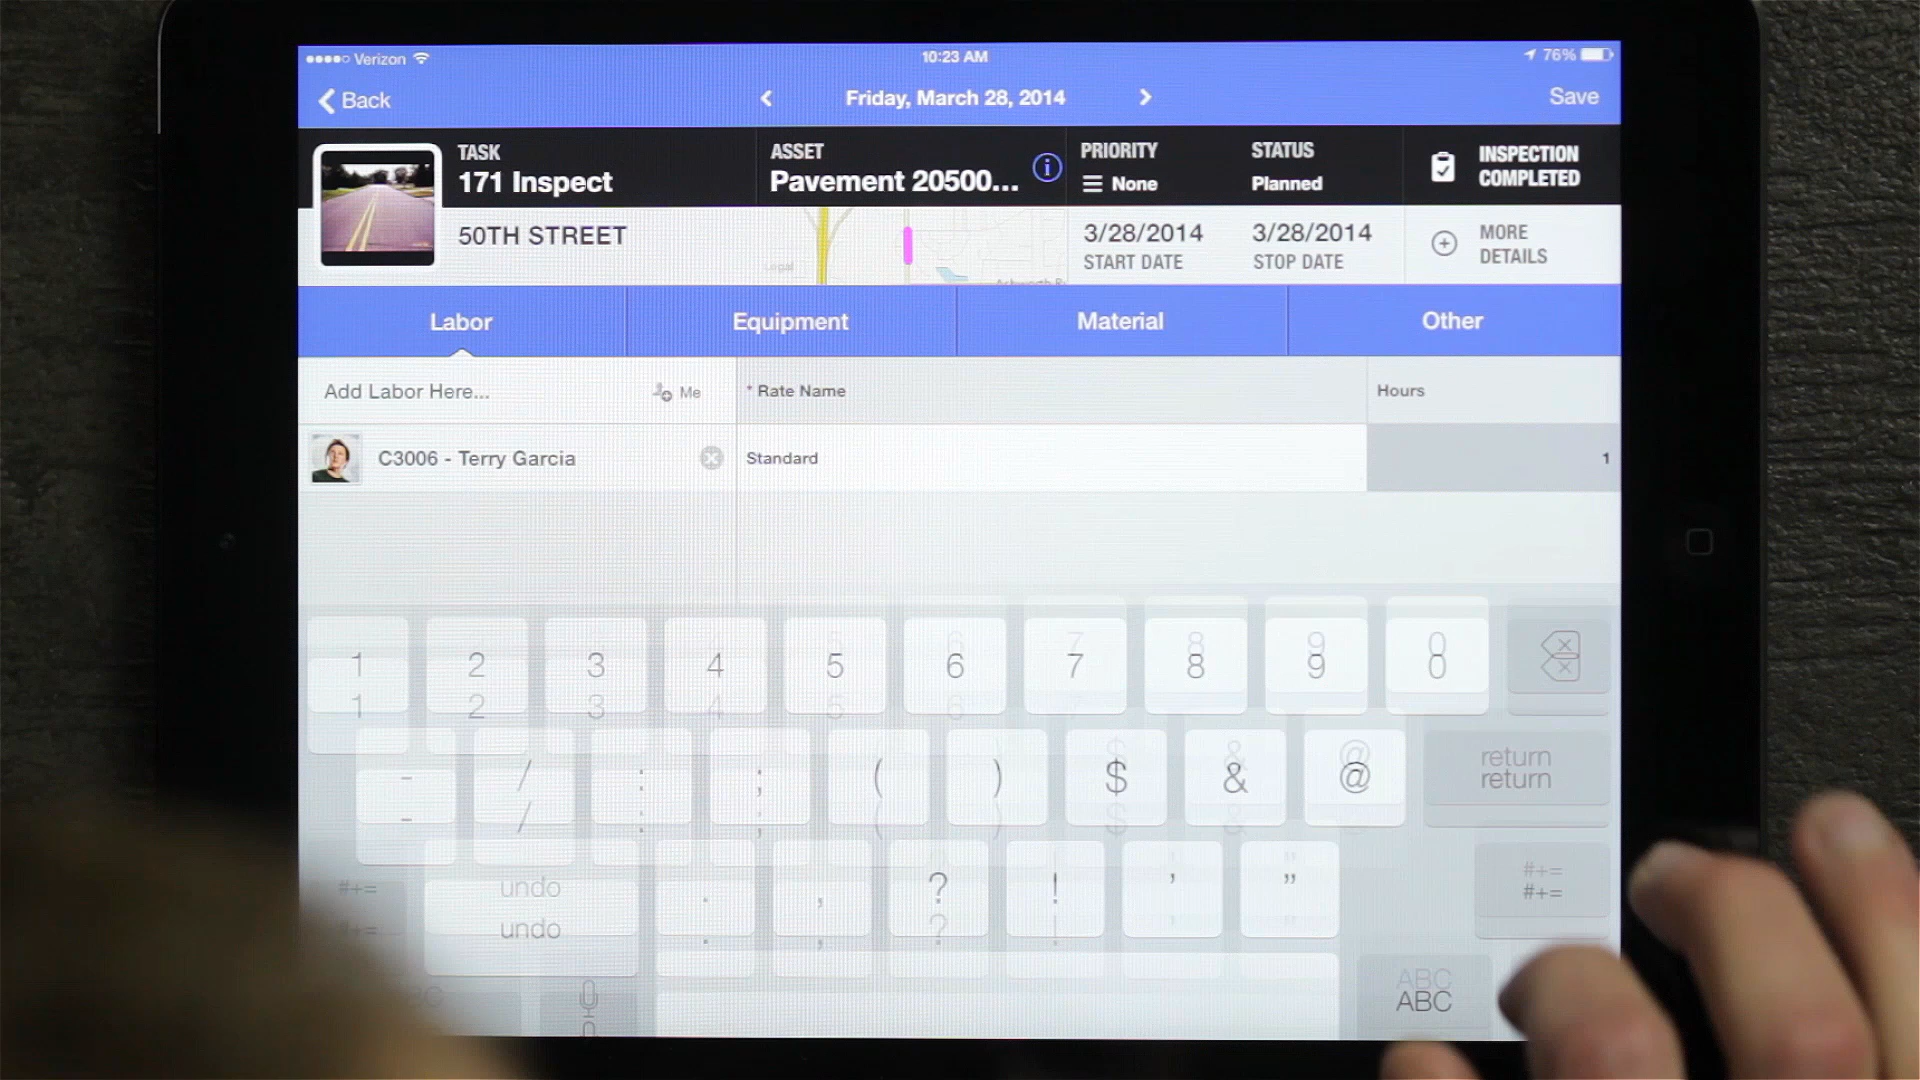 Verizon
10:23 AM
76%
Back
Friday, March 28, 2014
Save
TASK
171 Inspect
ASSET
Pavement 20500...
PRIORITY
None
STATUS
Planned
INSPECTION
COMPLETED
50TH STREET
Legal
3/28/2014
START DATE
3/28/2014
STOP DATE
MORE
DETAILS
Labor
Equipment
Material
Other
Add Labor Here...
Me
* Rate Name
Hours
C3006 - Terry Garcia
Standard
1
1 2 3 4 5 6 7 8 9 0
- / : ; ( ) $ & @ return
#+= undo . , ? ! ' " #+=
ABC